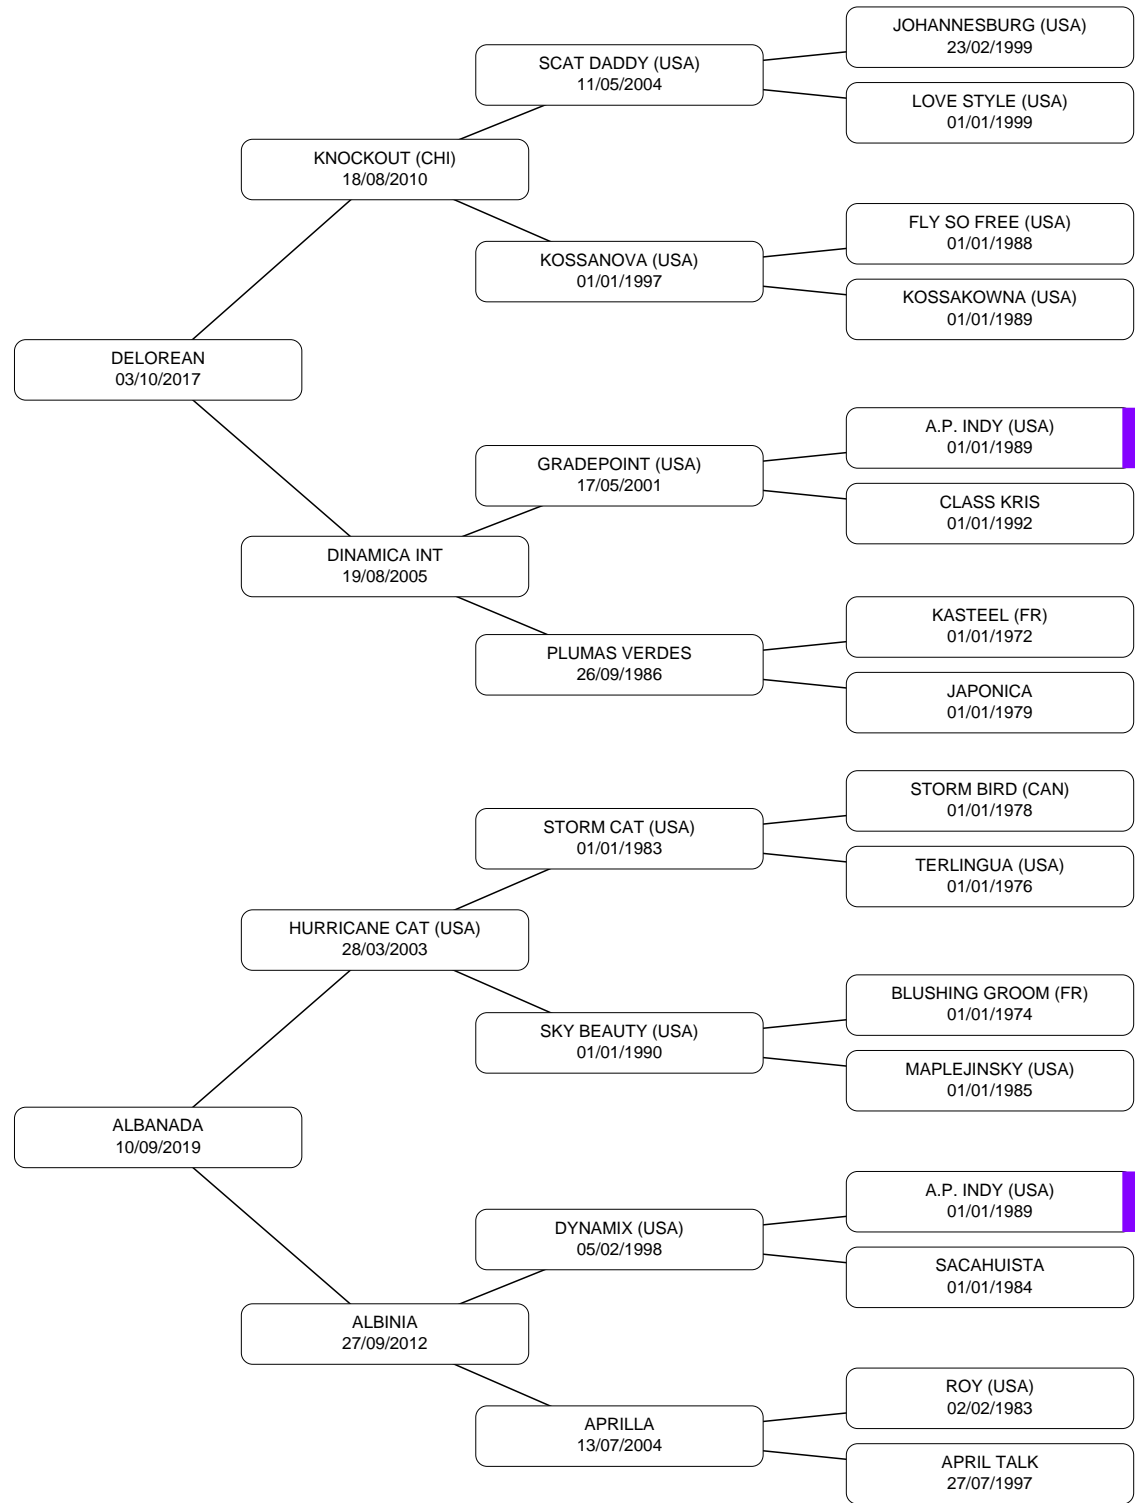 JOHANNESBURG (USA)
23/02/1999
SCAT DADDY (USA)
11/05/2004
LOVE STYLE (USA)
01/01/1999
KNOCKOUT (CHI)
18/08/2010
FLY SO FREE (USA)
01/01/1988
KOSSANOVA (USA)
01/01/1997
KOSSAKOWNA (USA)
01/01/1989
DELOREAN
03/10/2017
A.P. INDY (USA)
01/01/1989
GRADEPOINT (USA)
17/05/2001
CLASS KRIS
01/01/1992
DINAMICA INT
19/08/2005
KASTEEL (FR)
01/01/1972
PLUMAS VERDES
26/09/1986
JAPONICA
01/01/1979
STORM BIRD (CAN)
01/01/1978
STORM CAT (USA)
01/01/1983
TERLINGUA (USA)
01/01/1976
HURRICANE CAT (USA)
28/03/2003
BLUSHING GROOM (FR)
01/01/1974
SKY BEAUTY (USA)
01/01/1990
MAPLEJINSKY (USA)
01/01/1985
ALBANADA
10/09/2019
A.P. INDY (USA)
01/01/1989
DYNAMIX (USA)
05/02/1998
SACAHUISTA
01/01/1984
ALBINIA
27/09/2012
ROY (USA)
02/02/1983
APRILLA
13/07/2004
APRIL TALK
27/07/1997